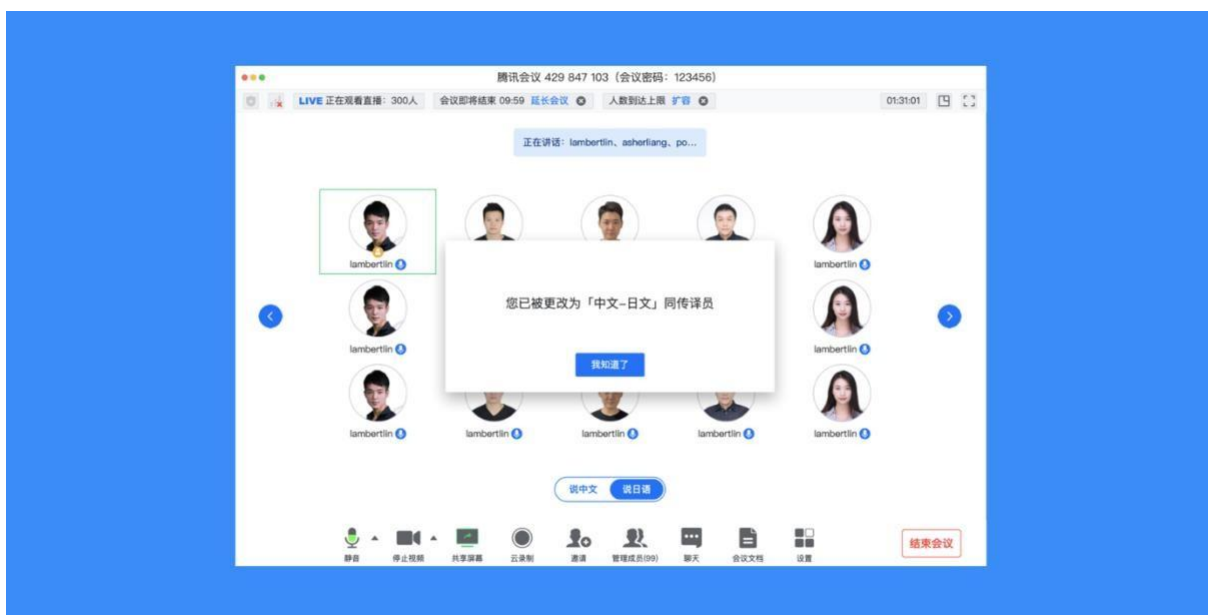 腾讯会议 429 847 103（会议密码：123456）
LIVE 正在观看直播：300人 会议即将结束 09:59 延长会议 人数到达上限 扩容 01:31:01
正在讲话：lambertlin、asherliang、po...
lambertlin lambertlin
您已被更改为「中文-日文」同传译员
lambertlin lambertlin
我知道了
lambertlin lambertlin lambertlin lambertlin lambertlin
说中文 说日语
静音 停止视频 共享屏幕 云录制 邀请 管理成员(99) 聊天 会议文档 设置 结束会议